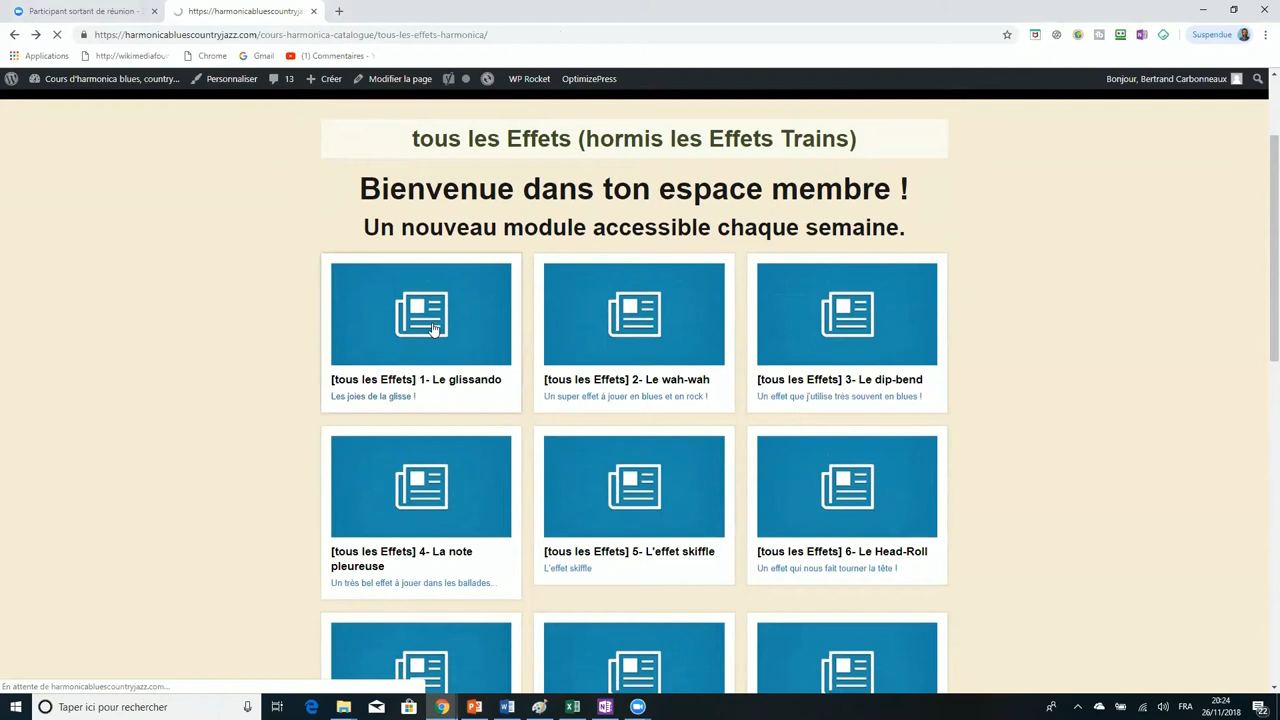 Participant sortant de réunion -
https://harmonicabluescountryja
https://harmonicabluescountryjazz.com/cours-harmonica-catalogue/tous-les-effets-harmonica/
Suspendue
Applications
http://wikimediafou
Chrome
Gmail
(1) Commentaires -
Cours d'harmonica blues, country...
Personnaliser
13
Créer
Modifier la page
WP Rocket
OptimizePress
Bonjour, Bertrand Carbonneaux
tous les Effets (hormis les Effets Trains)
Bienvenue dans ton espace membre !
Un nouveau module accessible chaque semaine.
[tous les Effets] 1- Le glissando
Les joies de la glisse !
[tous les Effets] 2- Le wah-wah
Un super effet à jouer en blues et en rock !
[tous les Effets] 3- Le dip-bend
Un effet que j'utilise très souvent en blues !
[tous les Effets] 4- La note
pleureuse
Un très bel effet à jouer dans les ballades...
[tous les Effets] 5- L'effet skiffle
L'effet skiffle
[tous les Effets] 6- Le Head-Roll
Un effet qui nous fait tourner la tête !
En attente de harmonicabluescountryjazz.com...
Taper ici pour rechercher
FRA
20:24
26/11/2018
22